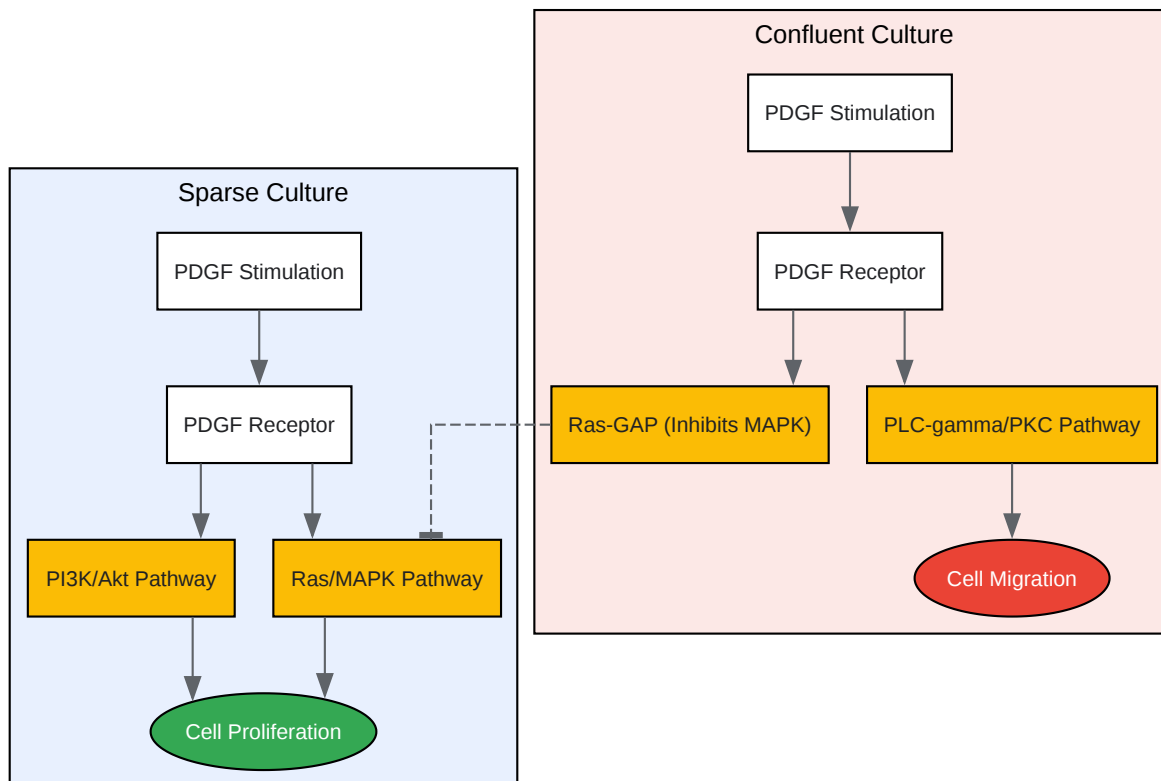 Sparse Culture
PDGF Stimulation
PDGF Receptor
PI3K/Akt Pathway
Ras/MAPK Pathway
Cell Proliferation
Confluent Culture
PDGF Stimulation
PDGF Receptor
Ras-GAP (Inhibits MAPK)
PLC-gamma/PKC Pathway
Cell Migration